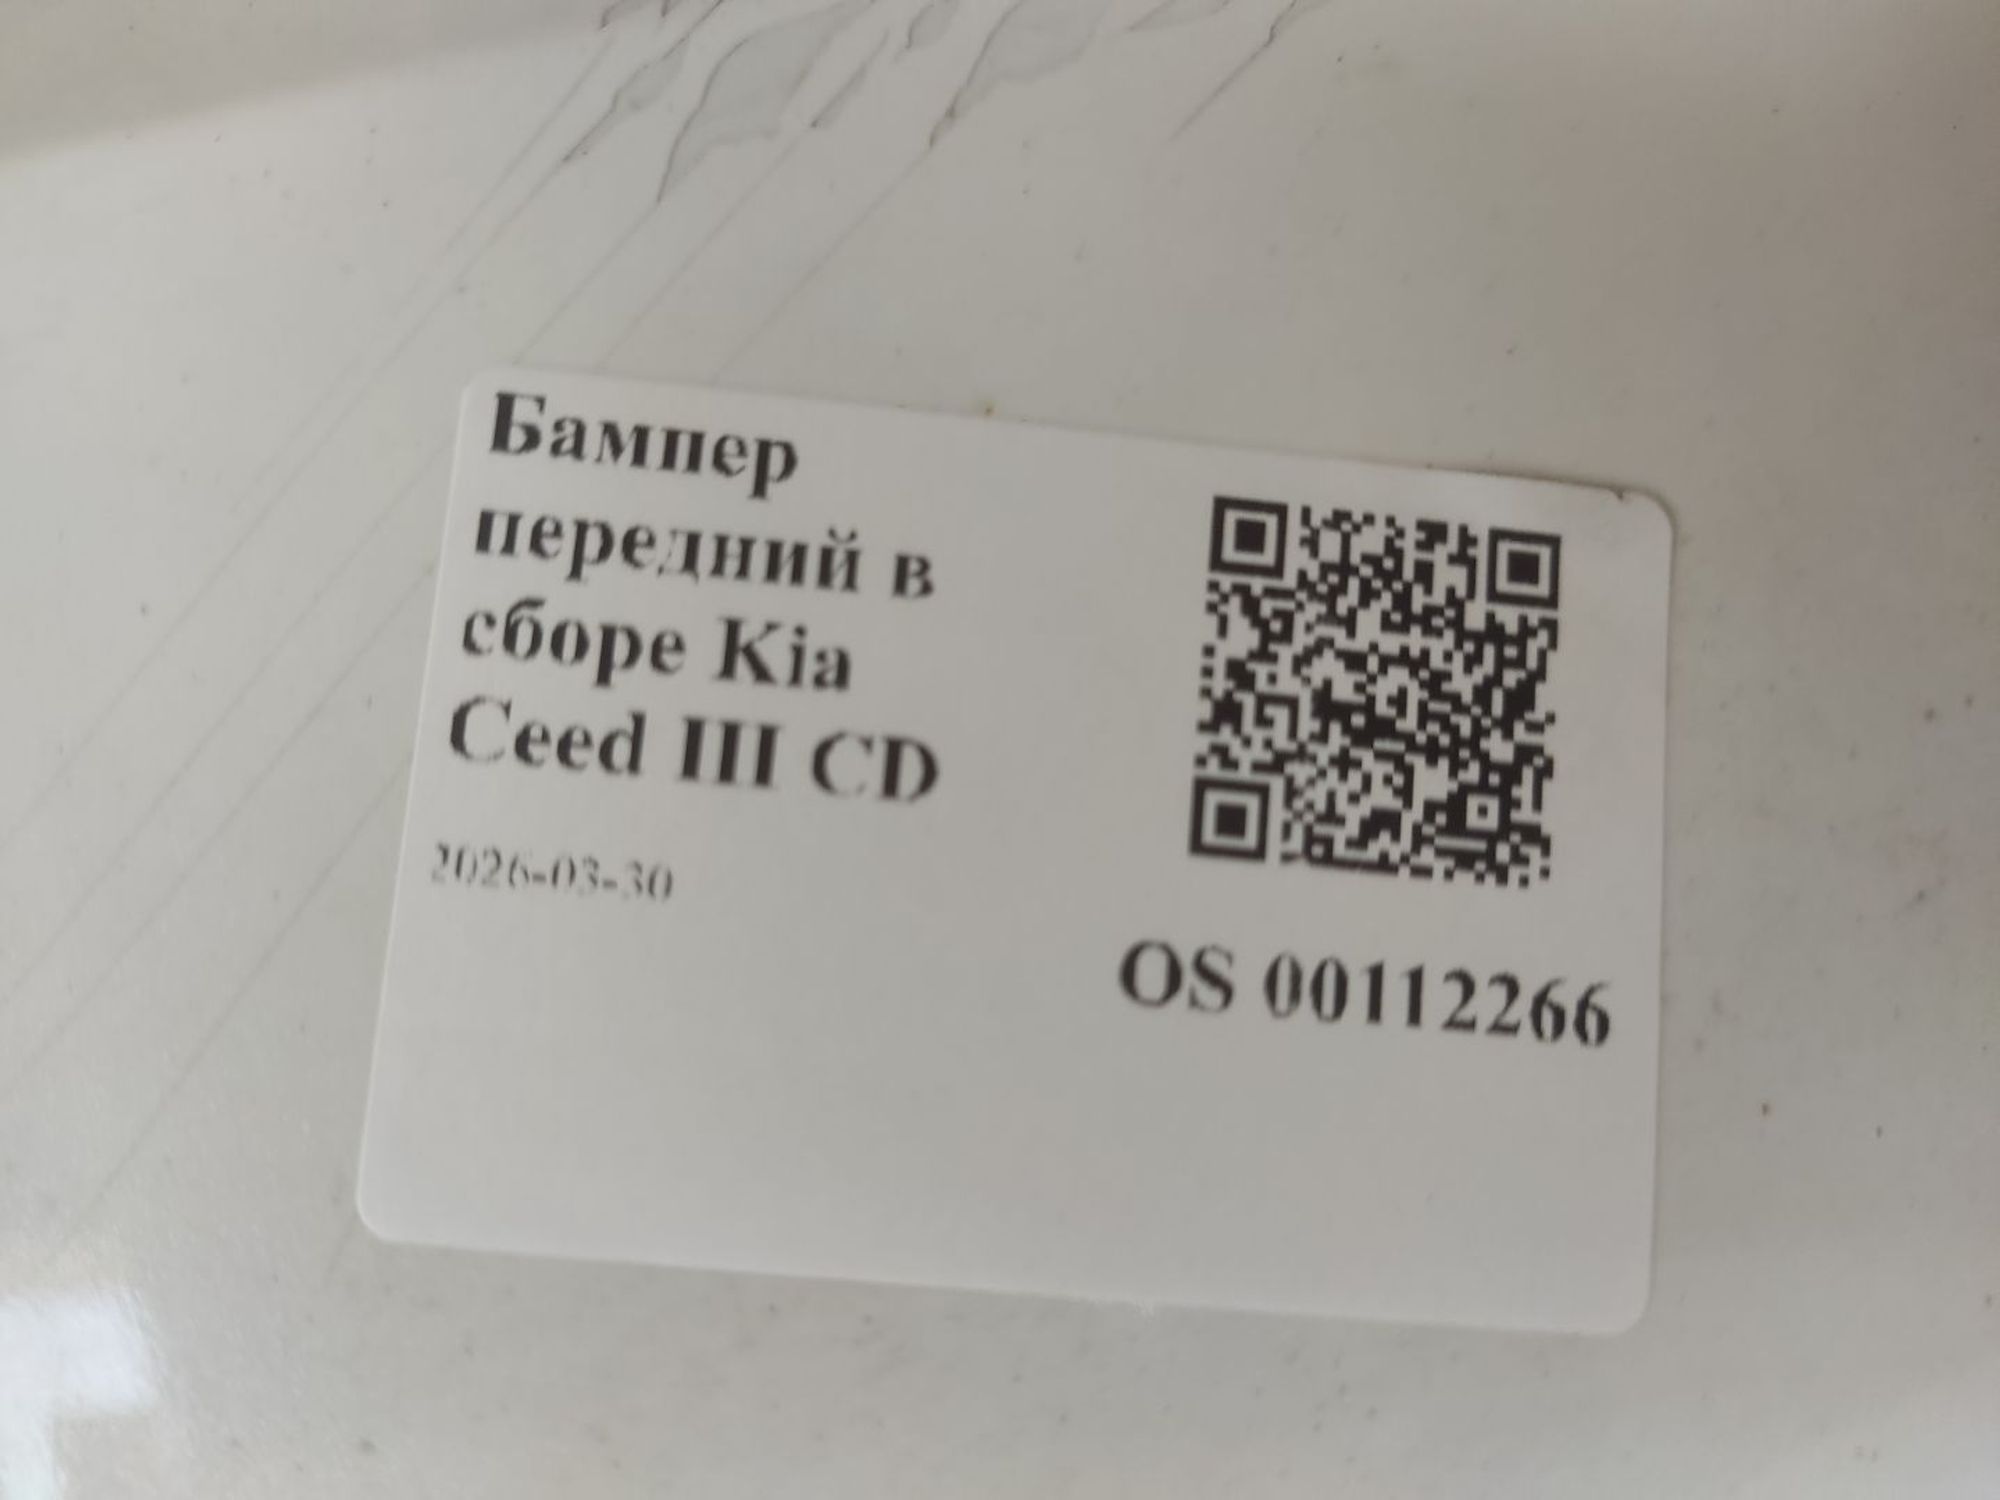 Бампер
передний в
сборе Kia
Ceed III CD
2026-03-30
OS 00112266